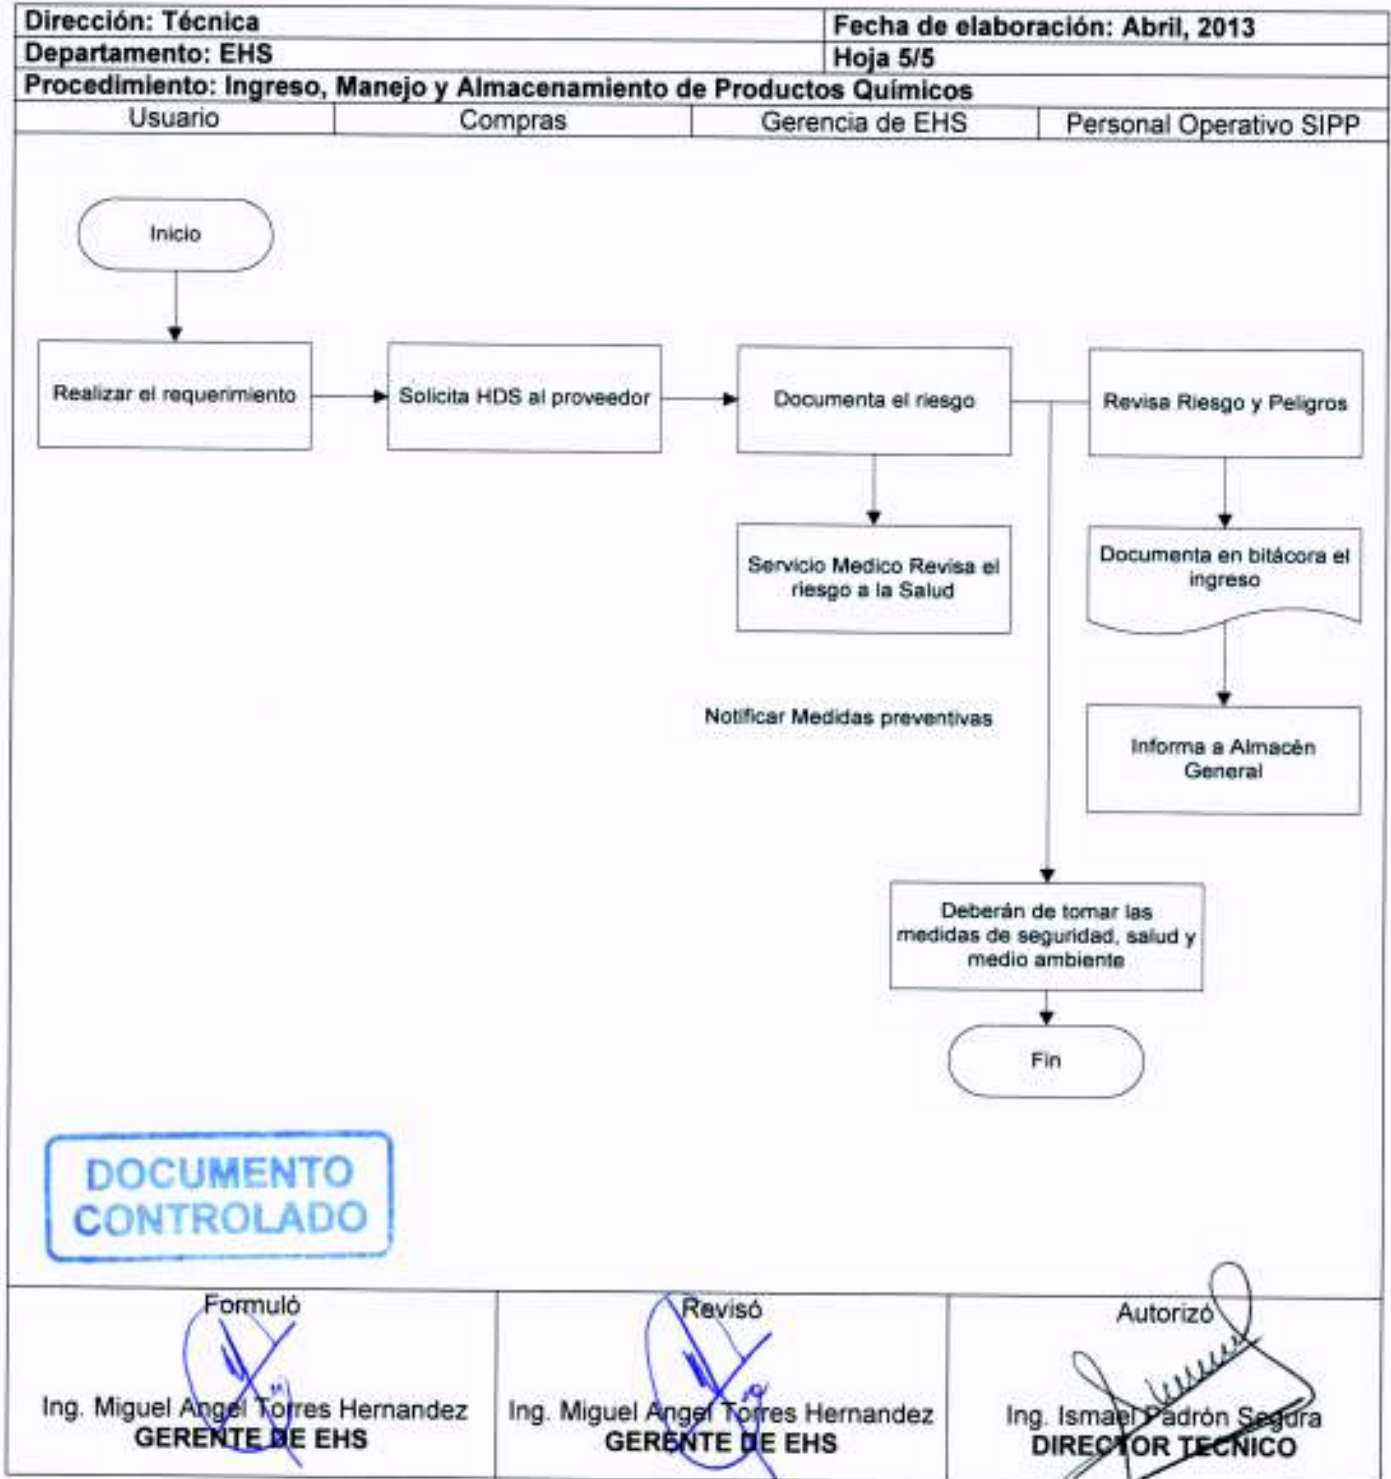 Dirección: Técnica
Fecha de elaboración: Abril, 2013
Departamento: EHS
Hoja 5/5
Procedimiento: Ingreso, Manejo y Almacenamiento de Productos Químicos
Usuario
Compras
Gerencia de EHS
Personal Operativo SIPP
Inicio
Realizar el requerimiento
Solicita HDS al proveedor
Documenta el riesgo
Revisa Riesgo y Peligros
Servicio Medico Revisa el
riesgo a la Salud
Documenta en bitácora el
ingreso
Notificar Medidas preventivas
Informa a Almacén
General
Deberán de tomar las
medidas de seguridad, salud y
medio ambiente
Fin
DOCUMENTO
CONTROLADO
Formuló
Ing. Miguel Angel Torres Hernandez
GERENTE DE EHS
Revisó
Ing. Miguel Angel Torres Hernandez
GERENTE DE EHS
Autorizó
Ing. Ismael Padrón Segura
DIRECTOR TECNICO